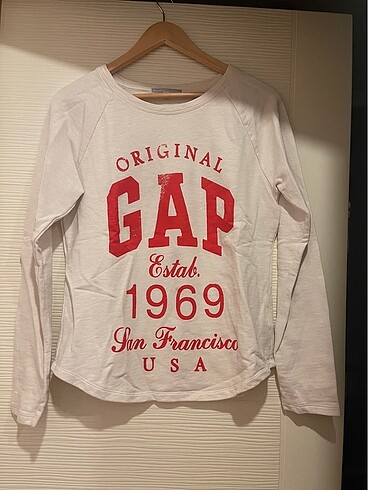 ORIGINAL
GAP
Estab.
1969
San Francisco
USA